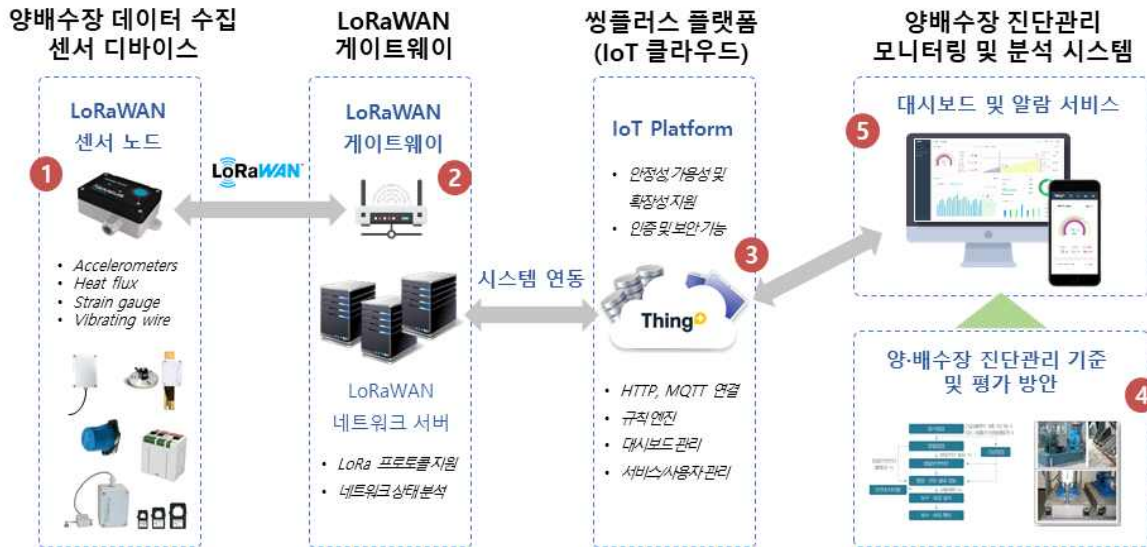 양배수장 데이터 수집
센서 디바이스
LoRaWAN
게이트웨이
씽플러스 플랫폼
(IoT 클라우드)
양배수장 진단관리
모니터링 및 분석 시스템
LoRaWAN
센서 노드
1
LoRaWAN
• Accelerometers
• Heat flux
• Strain gauge
• Vibrating wire
LoRaWAN
게이트웨이
2
LoRaWAN
네트워크 서버
• LoRa 프로토콜 지원
• 네트워크 상태 분석
시스템 연동
IoT Platform
• 안정성, 가용성 및
확장성 지원
• 인증 및 보안 기능
3
Thing+
• HTTP, MQTT 연결
• 규칙 엔진
• 대시보드 관리
• 서비스/사용자 관리
대시보드 및 알람 서비스
5
양·배수장 진단관리 기준
및 평가 방안
4